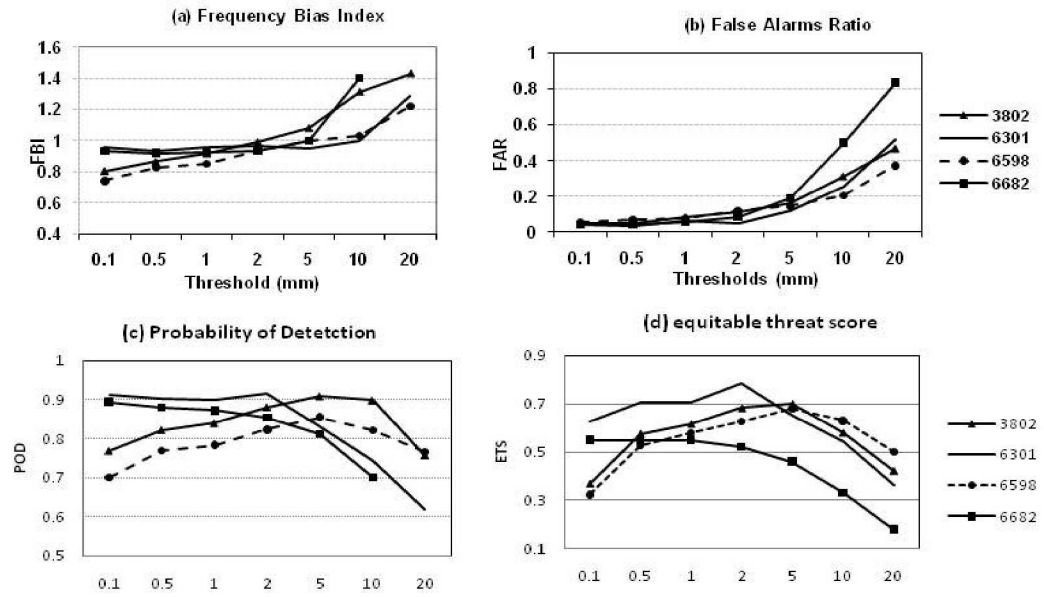 (a) Frequency Bias Index
1.6
1.4
1.2
1
0.8
0.6
0.4
FBI
0.1 0.5 1 2 5 10 20
Threshold (mm)
(b) False Alarms Ratio
1
0.8
0.6
0.4
0.2
0
FAR
0.1 0.5 1 2 5 10 20
Thresholds (mm)
3802
6301
6598
6682
(c) Probability of Detetction
1
0.9
0.8
0.7
0.6
0.5
POD
0.1 0.5 1 2 5 10 20
(d) equitable threat score
0.9
0.7
0.5
0.3
0.1
ETS
0.1 0.5 1 2 5 10 20
3802
6301
6598
6682